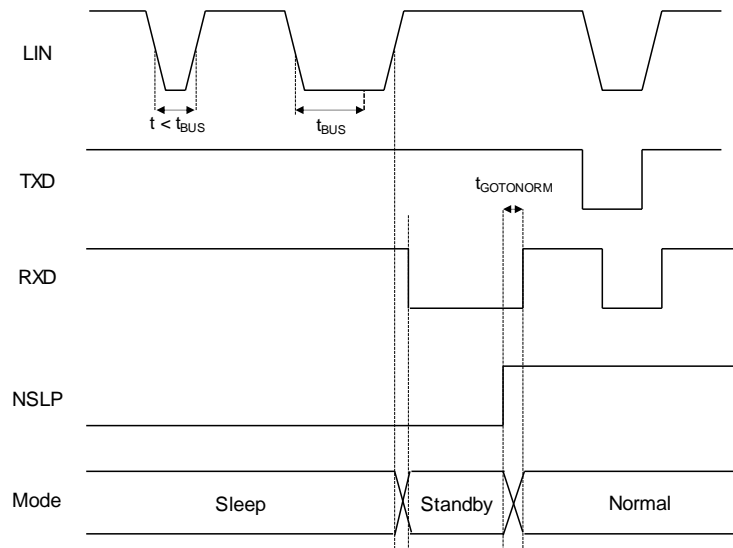 LIN
t < tBUS
tBUS
TXD
tGOTONORM
RXD
NSLP
Mode
Sleep
Standby
Normal